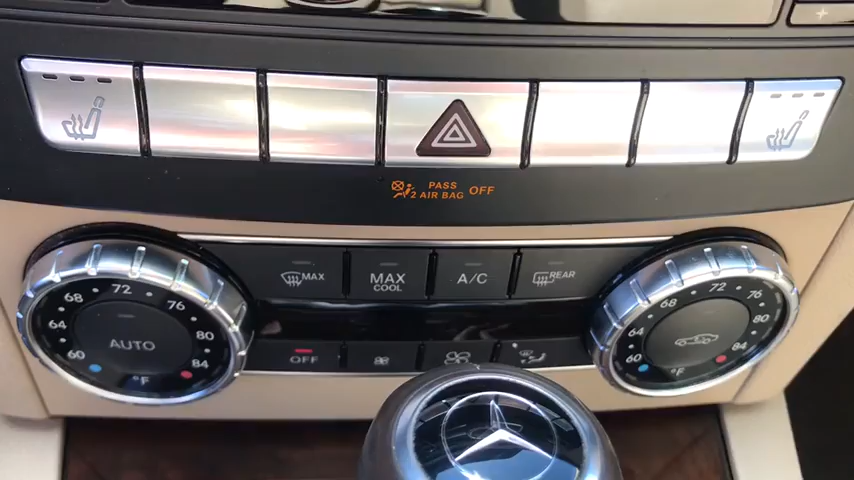 PASS
2 AIR BAG OFF
MAX
MAX
COOL
A/C
REAR
60 64 68 72 76 80 84
AUTO
°F
60 64 68 72 76 80 84
°F
OFF